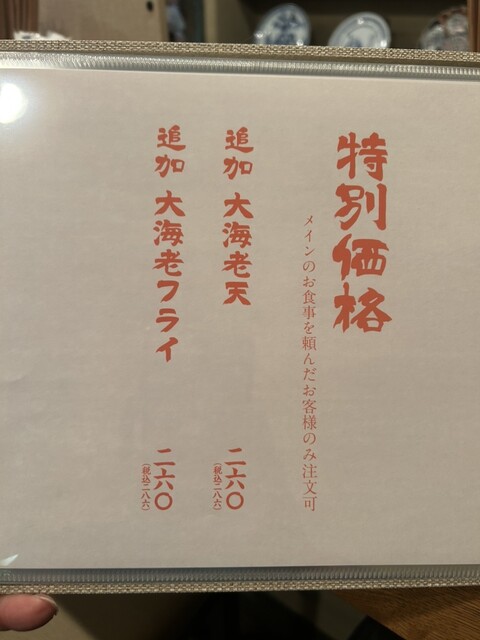 特別価格
メインのお食事を頼んだお客様のみ注文可
追加 大海老天 二六〇
(税込二八六)
追加 大海老フライ 二六〇
(税込二八六)